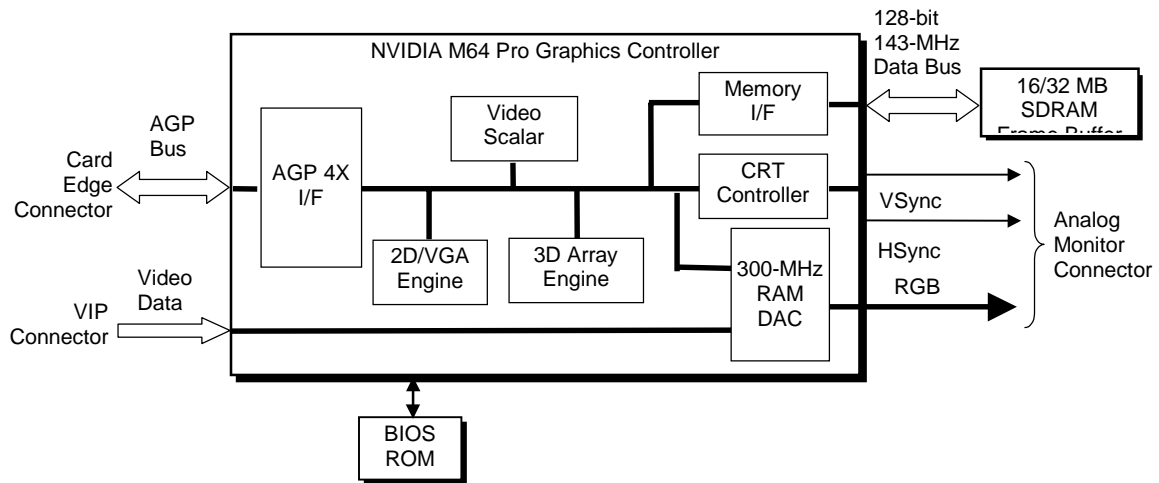 128-bit
143-MHz
Data Bus
NVIDIA M64 Pro Graphics Controller
Memory
I/F
16/32 MB
SDRAM
Frame Buffer
Video
Scalar
AGP
Bus
Card
Edge
Connector
AGP 4X
I/F
CRT
Controller
VSync
2D/VGA
Engine
3D Array
Engine
300-MHz
RAM
DAC
HSync
RGB
Analog
Monitor
Connector
Video
Data
VIP
Connector
BIOS
ROM